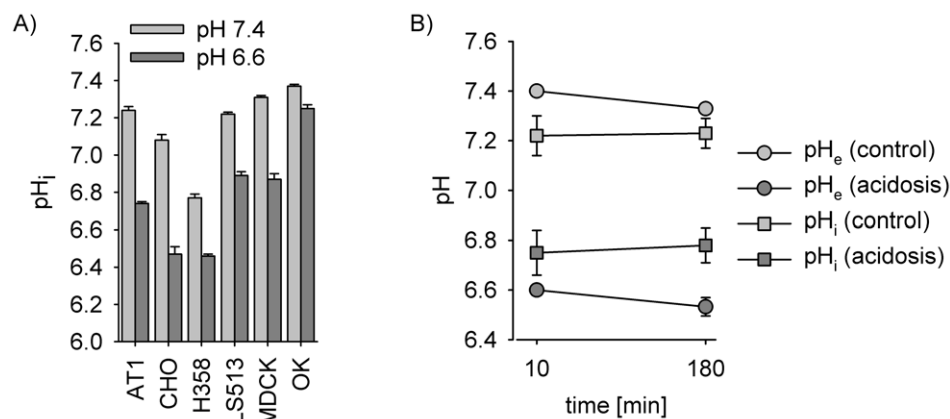 A)
pH 7.4
pH 6.6
7.6
7.4
7.2
7.0
6.8
6.6
6.4
6.2
6.0
pHi
AT1
CHO
H358
LS513
MDCK
OK
B)
7.6
7.4
7.2
7.0
6.8
6.6
6.4
pH
10
180
time [min]
pHe (control)
pHe (acidosis)
pHi (control)
pHi (acidosis)